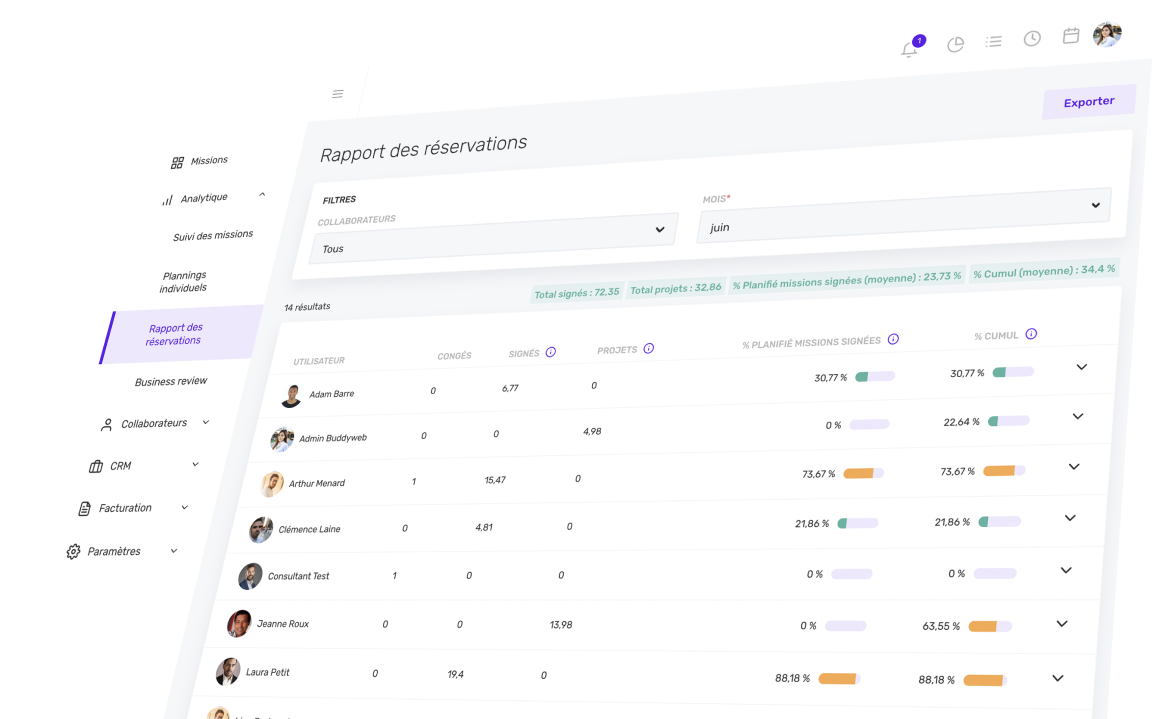 1
Exporter
Rapport des réservations
Missions
Analytique
Suivi des missions
Plannings
individuels
Rapport des
réservations
Business review
Collaborateurs
CRM
Facturation
Paramètres
FILTRES
COLLABORATEURS
Tous
MOIS*
juin
14 résultats
Total signés : 72,35 Total projets : 32,86 % Planifié missions signées (moyenne) : 23,73 % % Cumul (moyenne) : 34,4 %
UTILISATEUR CONGÉS SIGNÉS PROJETS % PLANIFIÉ MISSIONS SIGNÉES % CUMUL
Adam Barre 0 6,77 0 30,77 % 30,77 %
Admin Buddyweb 0 0 4,98 0 % 22,64 %
Arthur Menard 1 15,47 0 73,67 % 73,67 %
Clémence Laine 0 4,81 0 21,86 % 21,86 %
Consultant Test 1 0 0 0 % 0 %
Jeanne Roux 0 0 13,98 0 % 63,55 %
Laura Petit 0 19,4 0 88,18 % 88,18 %